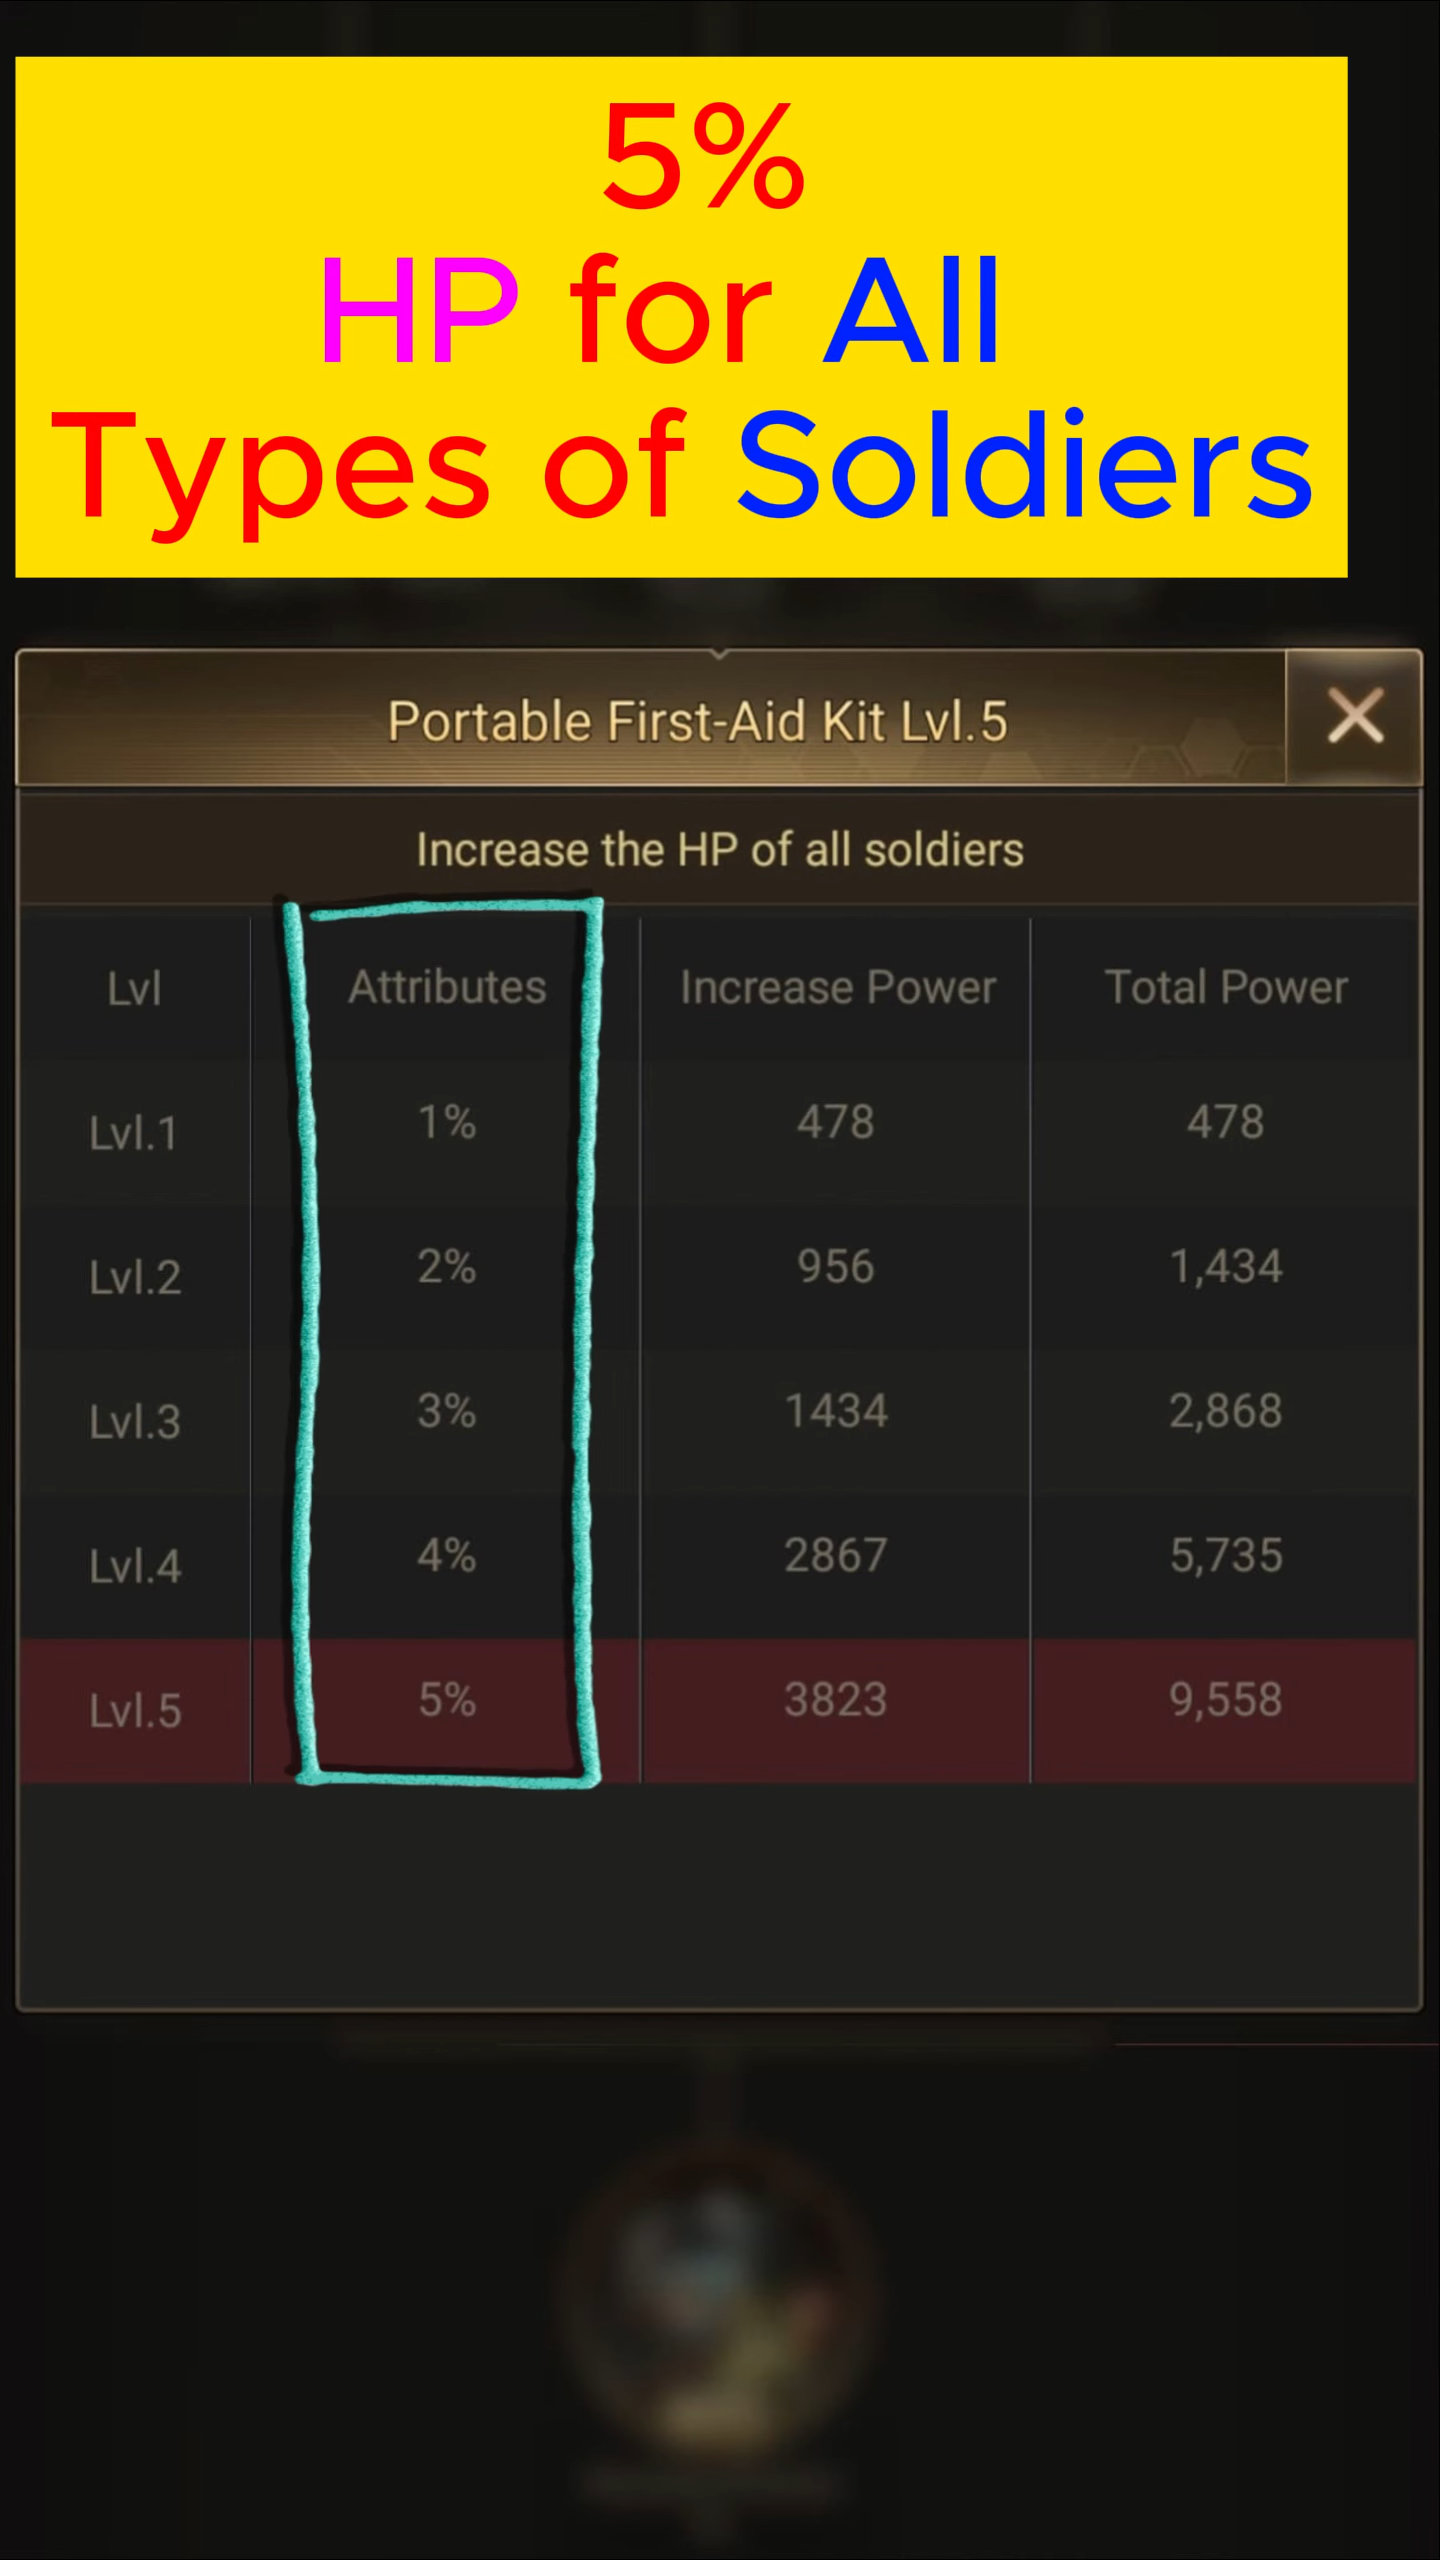 5%
HP for All
Types of Soldiers
Portable First-Aid Kit Lvl.5
Increase the HP of all soldiers
Lvl Attributes Increase Power Total Power
Lvl.1 1% 478 478
Lvl.2 2% 956 1,434
Lvl.3 3% 1434 2,868
Lvl.4 4% 2867 5,735
Lvl.5 5% 3823 9,558